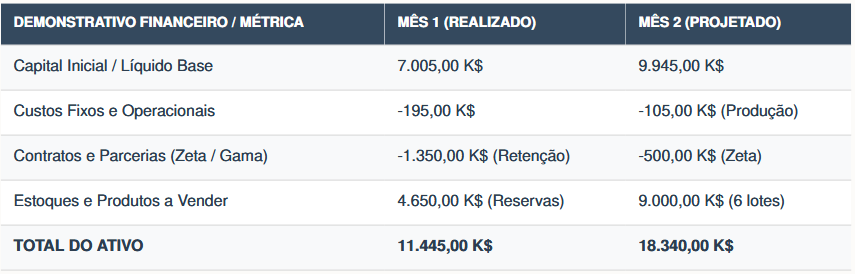 DEMONSTRATIVO FINANCEIRO / MÉTRICA MÊS 1 (REALIZADO) MÊS 2 (PROJETADO)
Capital Inicial / Líquido Base 7.005,00 K$ 9.945,00 K$
Custos Fixos e Operacionais -195,00 K$ -105,00 K$ (Produção)
Contratos e Parcerias (Zeta / Gama) -1.350,00 K$ (Retenção) -500,00 K$ (Zeta)
Estoques e Produtos a Vender 4.650,00 K$ (Reservas) 9.000,00 K$ (6 lotes)
TOTAL DO ATIVO 11.445,00 K$ 18.340,00 K$